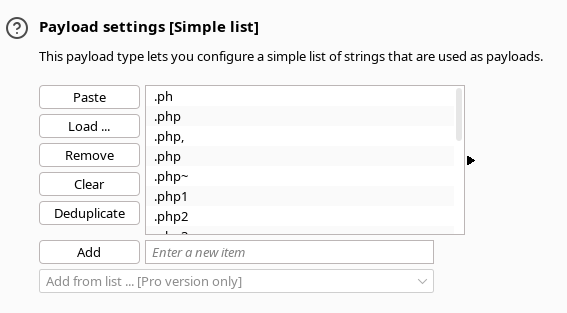 Payload settings [Simple list]
This payload type lets you configure a simple list of strings that are used as payloads.
Paste
Load ...
Remove
Clear
Deduplicate
.ph
.php
.php,
.php
.php~
.php1
.php2
Add
Enter a new item
Add from list ... [Pro version only]